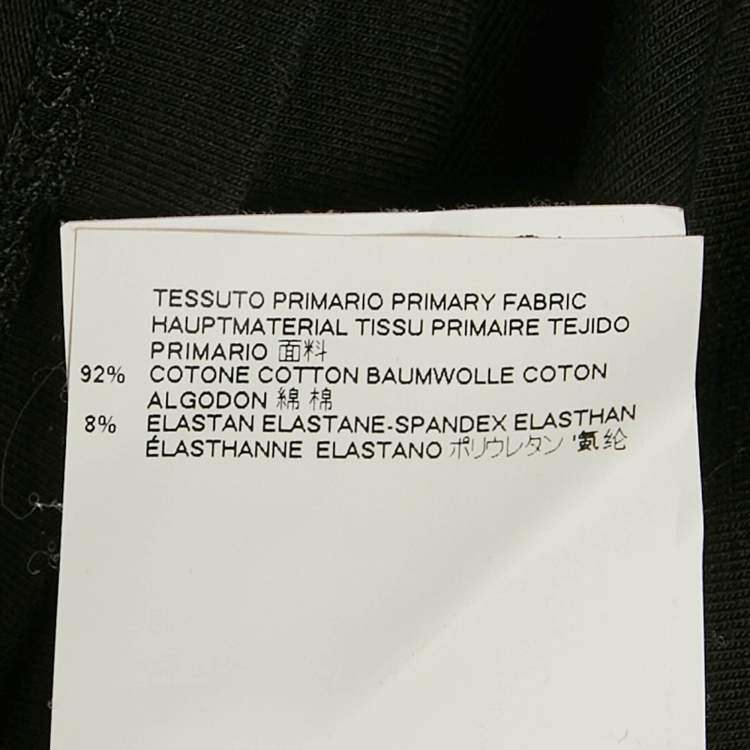 TESSUTO PRIMARIO PRIMARY FABRIC
HAUPTMATERIAL TISSU PRIMAIRE TEJIDO
PRIMARIO 面料
92% COTONE COTTON BAUMWOLLE COTON
ALGODON 綿 棉
8% ELASTAN ELASTANE-SPANDEX ELASTHAN
ÉLASTHANNE ELASTANO ポリウレタン '氨纶